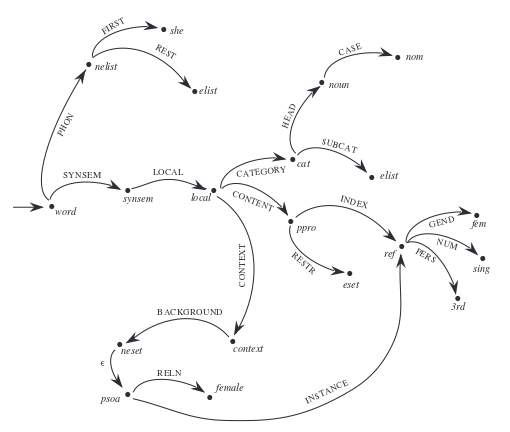 FIRST
she
REST
nelist
elist
PHON
CASE
nom
noun
HEAD
SUBCAT
cat
elist
SYNSEM
word
synsem
LOCAL
local
CATEGORY
CONTENT
ppro
INDEX
RESTR
eset
ref
GEND
fem
NUM
sing
PERS
3rd
CONTEXT
context
BACKGROUND
neset
ϵ
psoa
RELN
female
INSTANCE